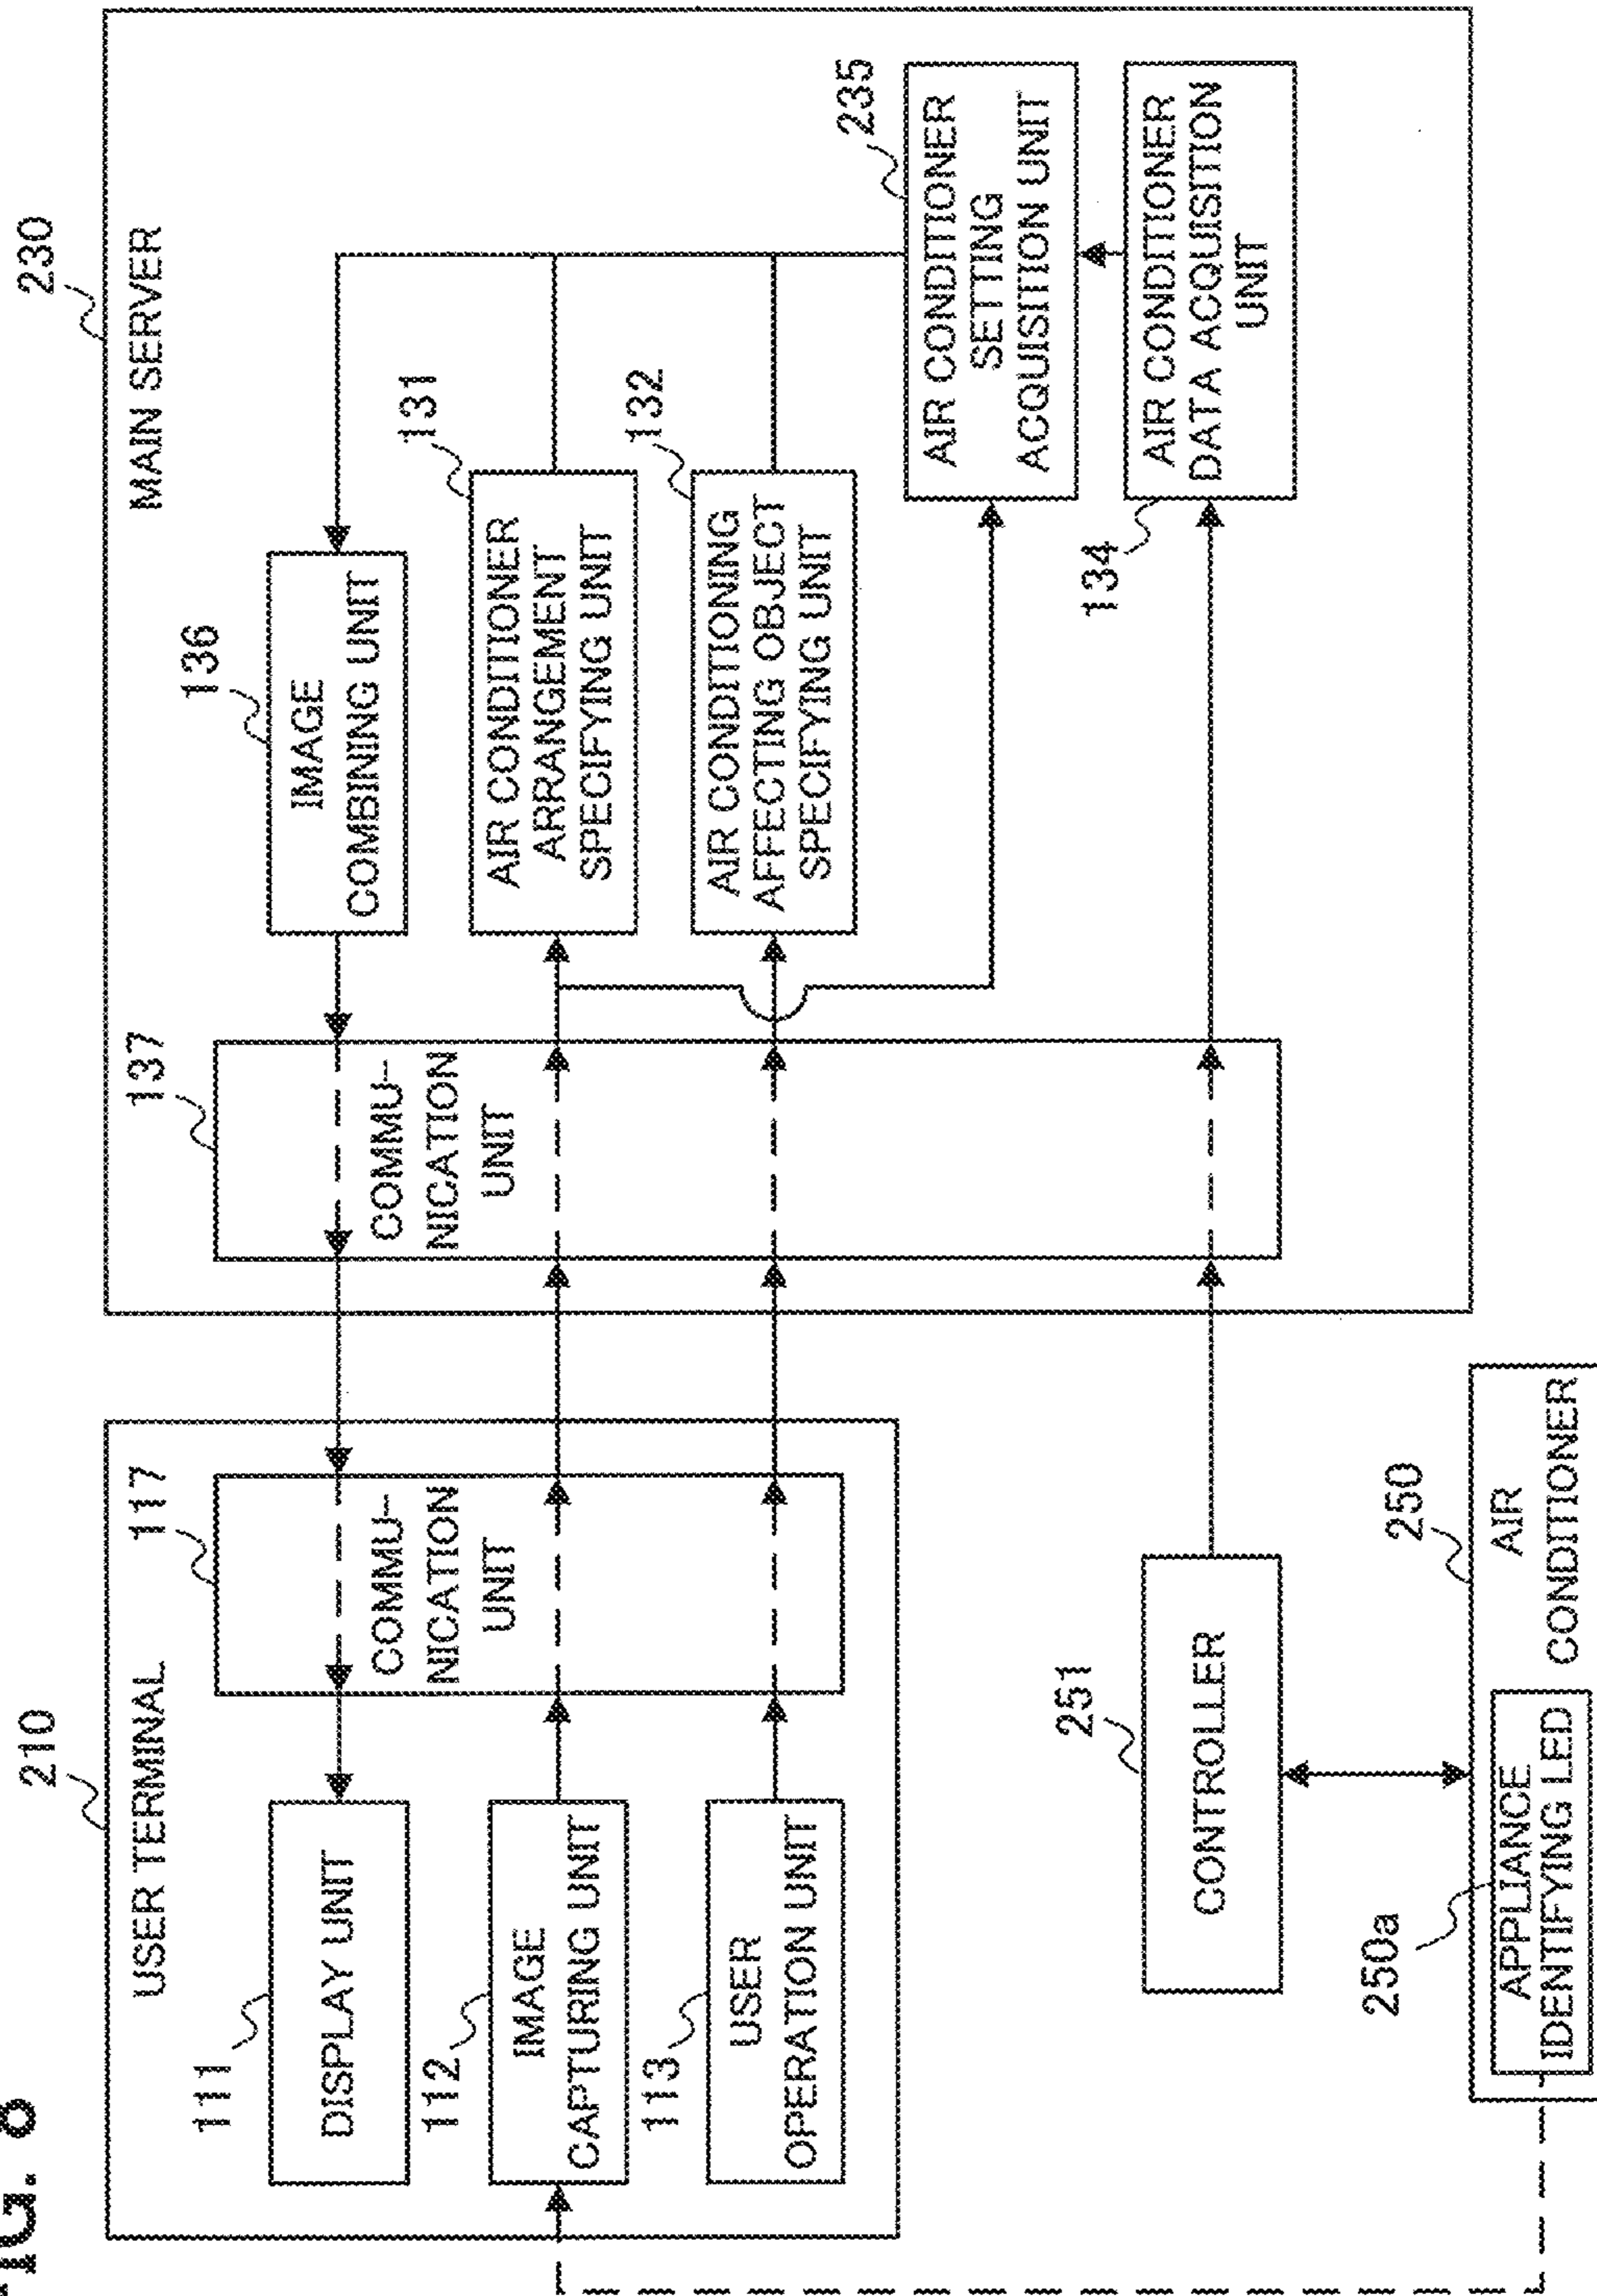 FIG. 8
210
USER TERMINAL
111
DISPLAY UNIT
112
IMAGE
CAPTURING UNIT
113
USER
OPERATION UNIT
117
COMMU-
NICATION
UNIT
230
MAIN SERVER
137
COMMU-
NICATION
UNIT
136
IMAGE
COMBINING UNIT
131
AIR CONDITIONER
ARRANGEMENT
SPECIFYING UNIT
132
AIR CONDITIONING
AFFECTING OBJECT
SPECIFYING UNIT
235
AIR CONDITIONER
SETTING
ACQUISITION UNIT
134
AIR CONDITIONER
DATA ACQUISITION
UNIT
251
CONTROLLER
250
AIR
CONDITIONER
250a
APPLIANCE
IDENTIFYING LED